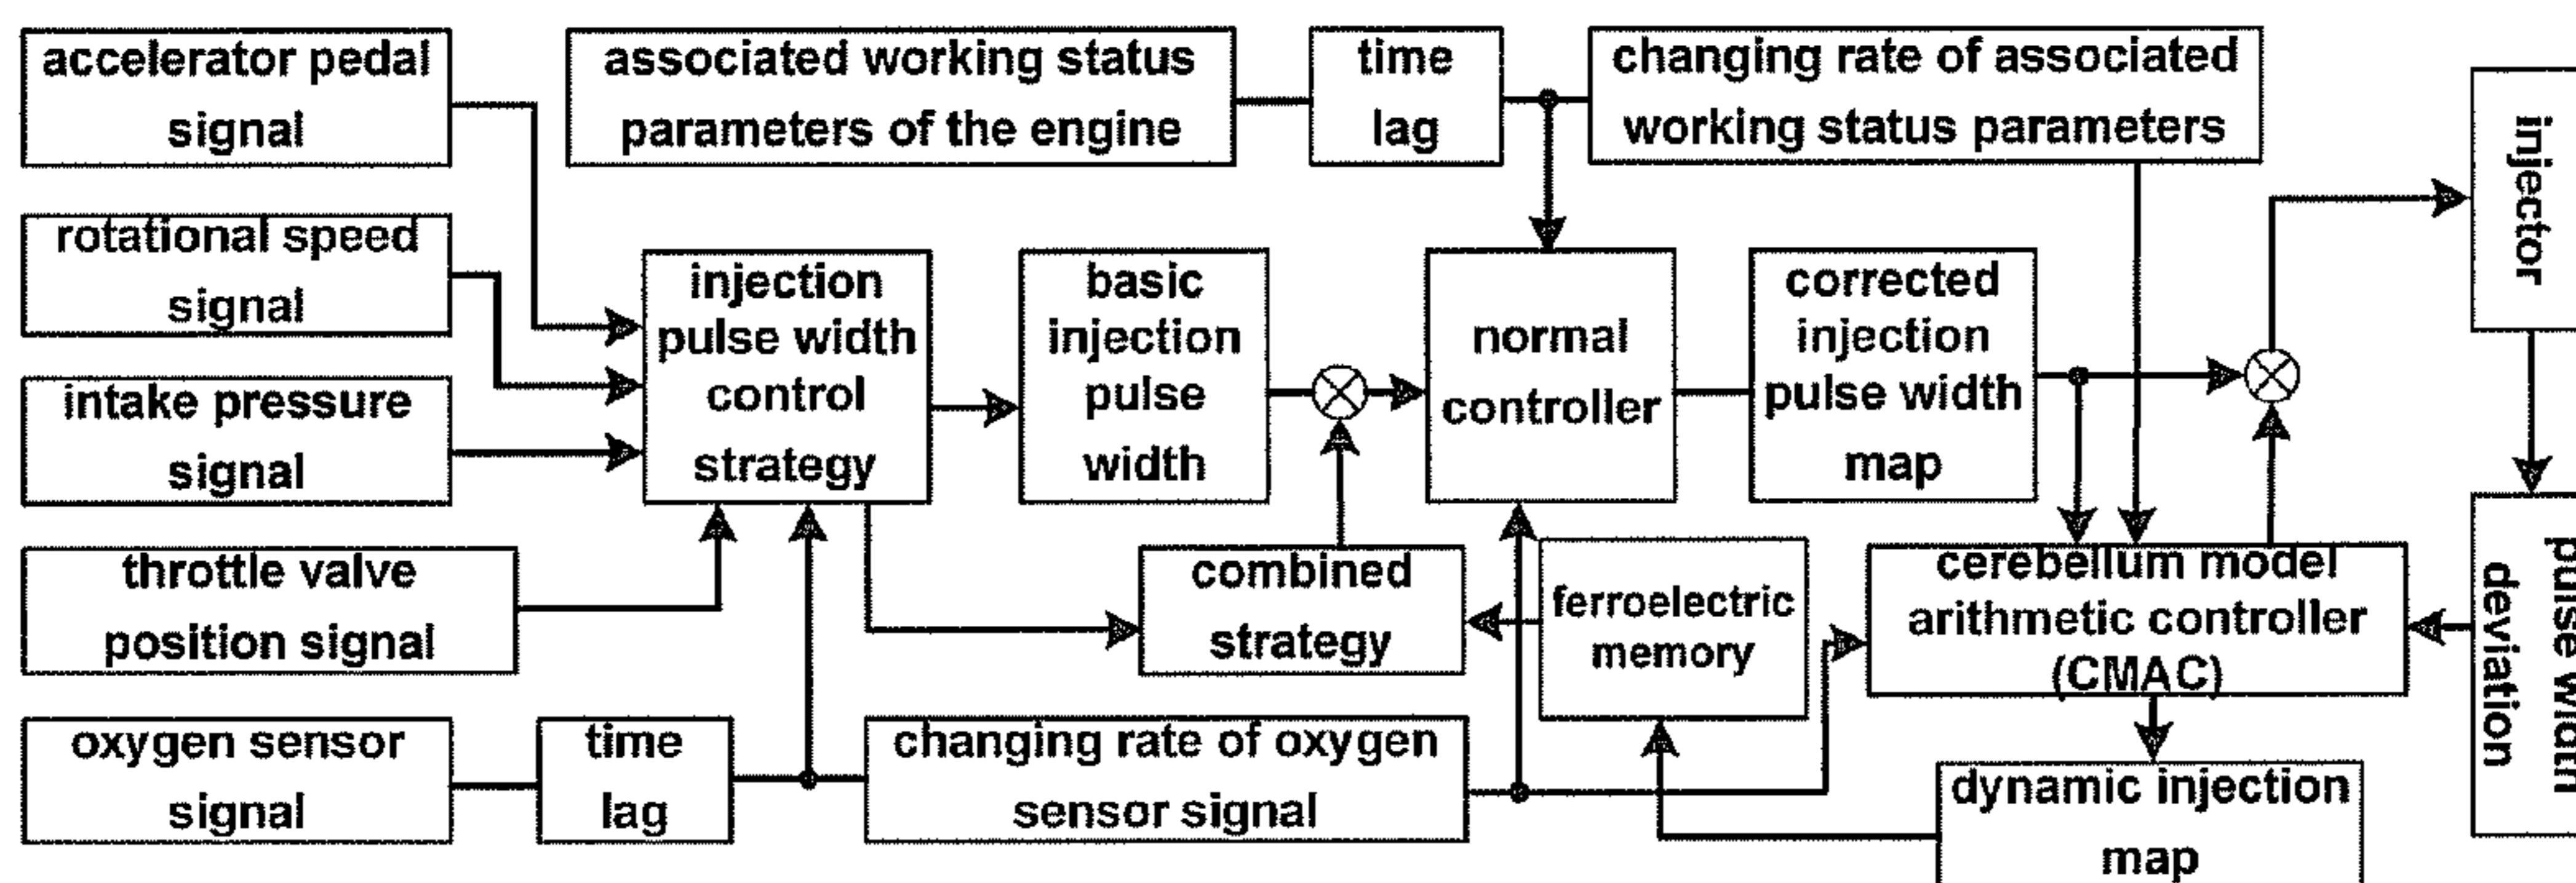 accelerator pedal
signal
associated working status
parameters of the engine
time
lag
changing rate of associated
working status parameters
injector
rotational speed
signal
injection
pulse width
control
strategy
basic
injection
pulse
width
normal
controller
corrected
injection
pulse width
map
intake pressure
signal
throttle valve
position signal
combined
strategy
ferroelectric
memory
cerebellum model
arithmetic controller
(CMAC)
pulse width
deviation
oxygen sensor
signal
time
lag
changing rate of oxygen
sensor signal
dynamic injection
map